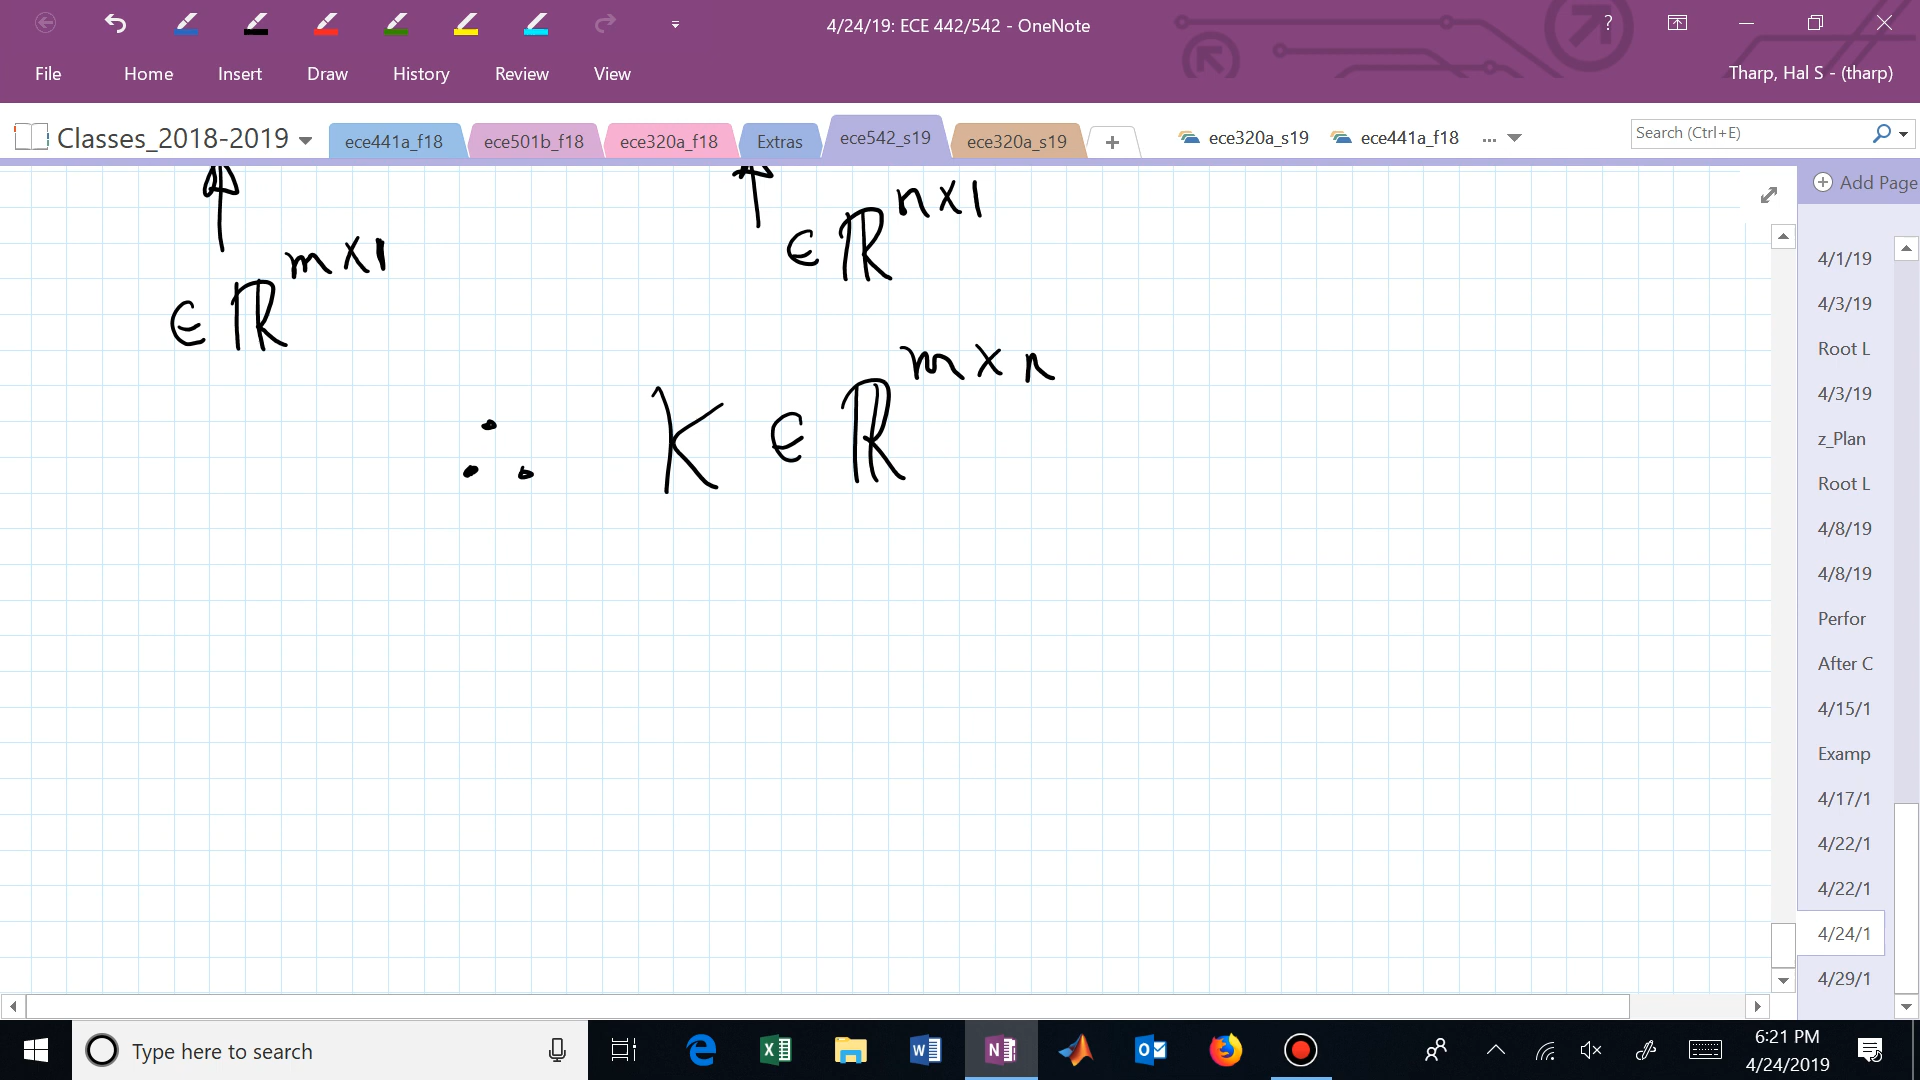 4/24/19: ECE 442/542 - OneNote
?
File Home Insert Draw History Review View
Tharp, Hal S - (tharp)
Classes_2018-2019
ece441a_f18 ece501b_f18 ece320a_f18 Extras ece542_s19 ece320a_s19 +
ece320a_s19 ece441a_f18 ...
Search (Ctrl+E)
Add Page
∈ ℝ^{n×1}
∈ ℝ^{m×1}
∴ K ∈ ℝ^{m×n}
4/1/19
4/3/19
Root L
4/3/19
z_Plan
Root L
4/8/19
4/8/19
Perfor
After C
4/15/1
Examp
4/17/1
4/22/1
4/22/1
4/24/1
4/29/1
Type here to search
6:21 PM
4/24/2019